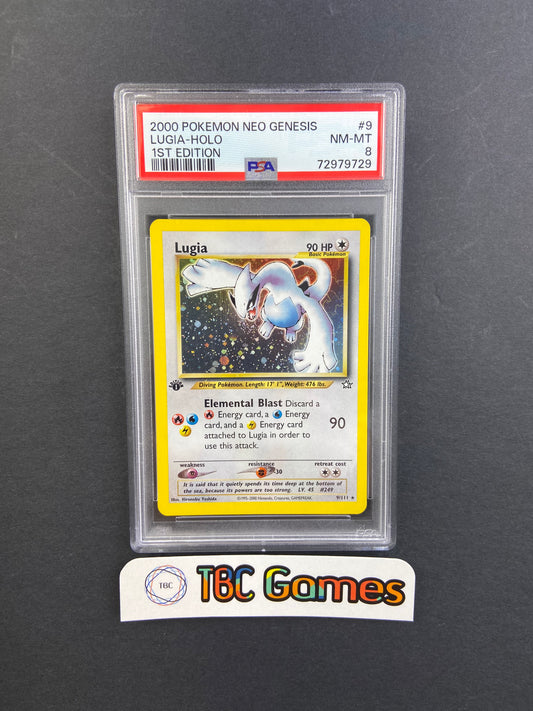 2000 POKEMON NEO GENESIS #9
LUGIA-HOLO NM-MT
1ST EDITION 8
PSA 72979729
Lugia 90 HP
Basic Pokémon
Diving Pokémon. Length: 17' 1", Weight: 476 lbs.
1
Elemental Blast Discard a
Energy card, a Energy
card, and a Energy card
attached to Lugia in order to
use this attack.
90
weakness resistance retreat cost
-30
It is said that it quietly spends its time deep at the bottom of
the sea, because its powers are too strong. LV. 45 #249
Illus. Hironobu Yoshida ©1995-2000 Nintendo, Creatures, GAMEFREAK. 9/111 ★
TBC TBC Games